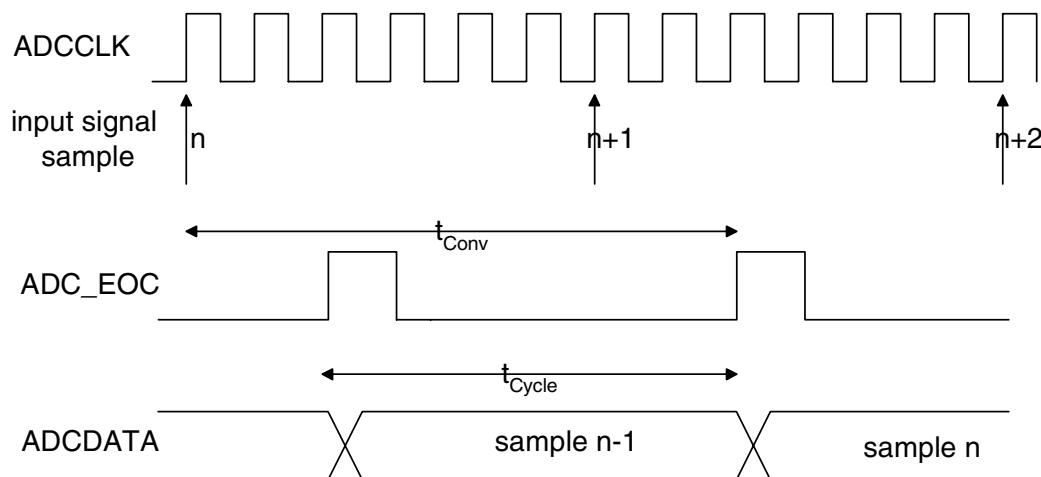 ADCCLK
input signal
sample
n
n+1
n+2
tConv
ADC_EOC
tCycle
ADCDATA
sample n-1
sample n